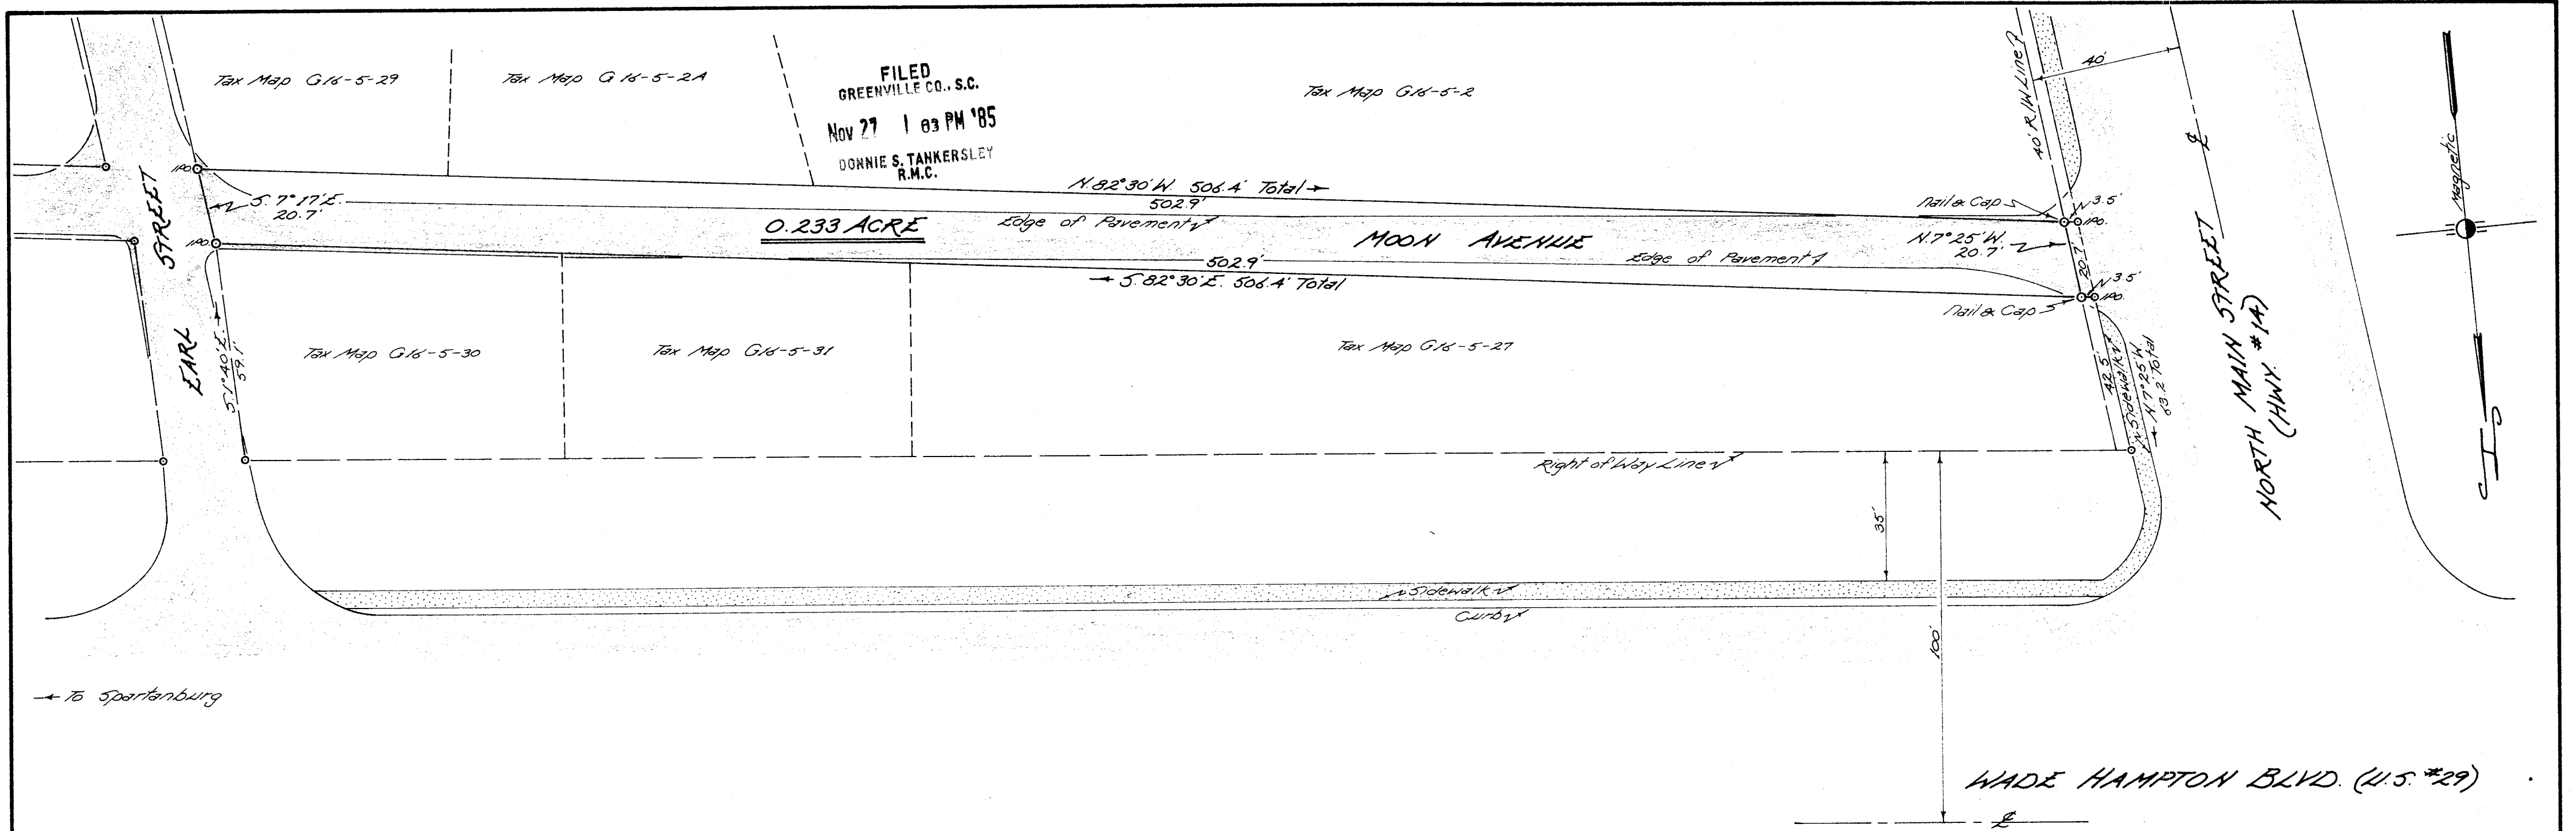 Tax Map G16-5-29
Tax Map G16-5-2A
FILED
GREENVILLE CO., S.C.
Nov 27 1 03 PM '85
DONNIE S. TANKERSLEY
R.M.C.
Tax Map G16-5-2
40' R/W Line
40'
℄
Magnetic
I.P.O.
S. 7° 17' E.
20.7'
N. 82° 30' W. 506.4' Total
502.9'
0.233 ACRE
Edge of Pavement
MOON AVENUE
Nail & Cap
3.5'
I.P.O.
N. 7° 25' W.
20.7'
20.7'
I.P.O.
502.9'
Edge of Pavement
S. 82° 30' E. 506.4' Total
3.5'
I.P.O.
Nail & Cap
EARL STREET
S. 1° 40' E.
59.1'
Tax Map G16-5-30
Tax Map G16-5-31
Tax Map G16-5-27
42.5'
Sidewalk
N. 7° 25' W.
63.2' Total
NORTH MAIN STREET
(HWY. #14)
Right of Way Line
35'
Sidewalk
Curb
100'
To Spartanburg
WADE HAMPTON BLVD. (U.S. #29)
℄